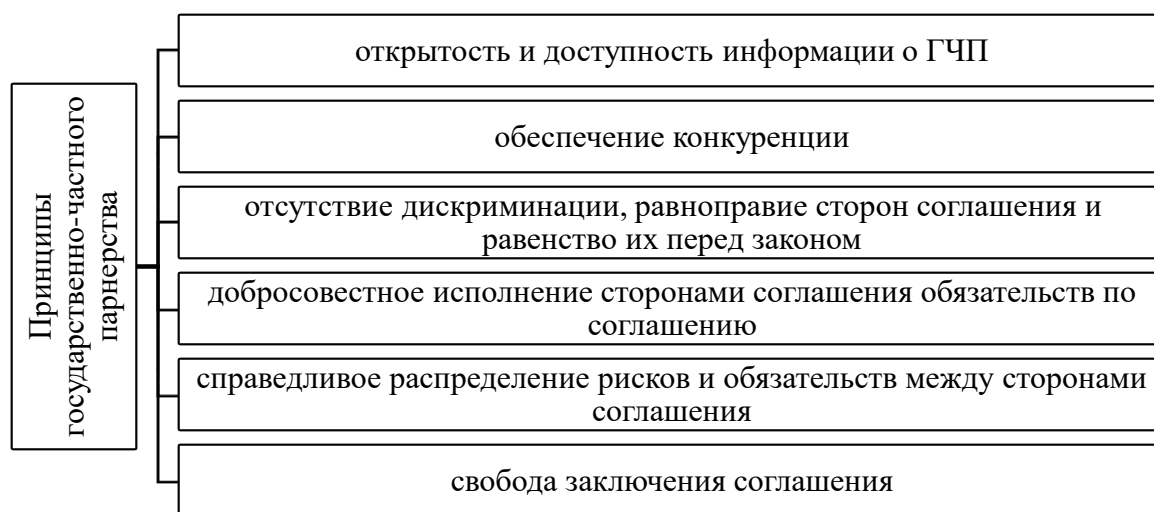 Принципы
государственно-частного
парнерства
открытость и доступность информации о ГЧП
обеспечение конкуренции
отсутствие дискриминации, равноправие сторон соглашения и
равенство их перед законом
добросовестное исполнение сторонами соглашения обязательств по
соглашению
справедливое распределение рисков и обязательств между сторонами
соглашения
свобода заключения соглашения